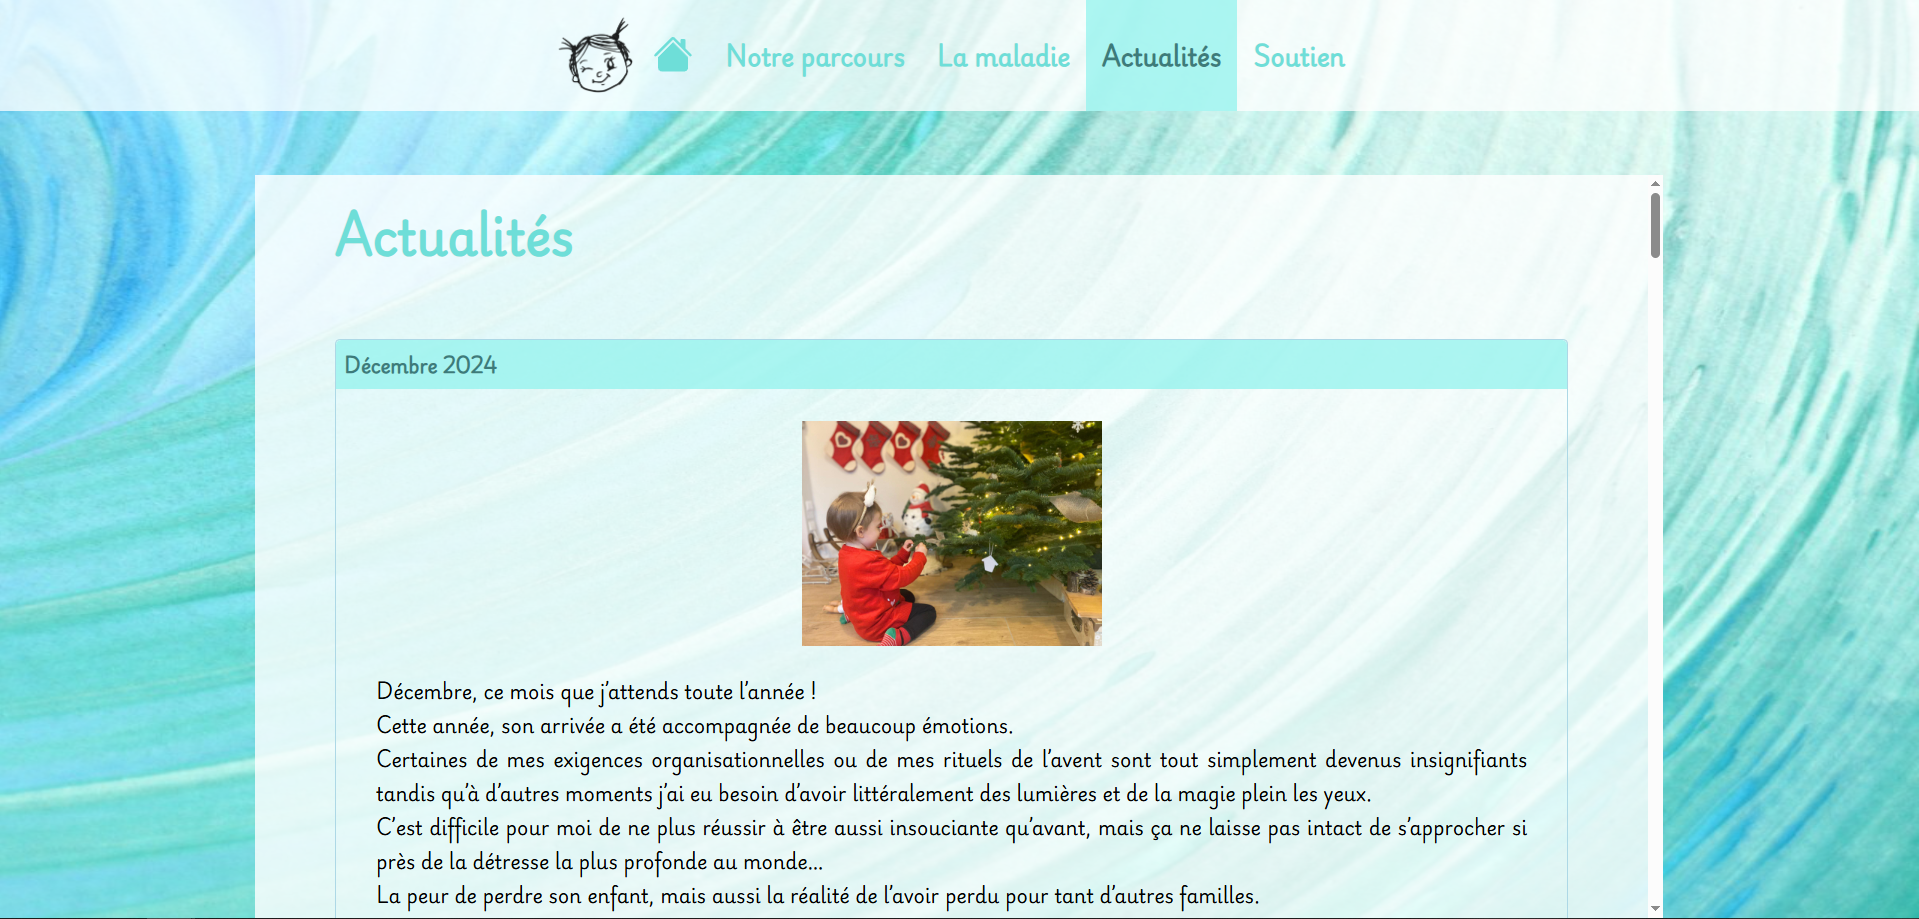 Notre parcours La maladie Actualités Soutien
Actualités
Décembre 2024
Décembre, ce mois que j’attends toute l’année !
Cette année, son arrivée a été accompagnée de beaucoup émotions.
Certaines de mes exigences organisationnelles ou de mes rituels de l’avent sont tout simplement devenus insignifiants
tandis qu’à d’autres moments j’ai eu besoin d’avoir littéralement des lumières et de la magie plein les yeux.
C’est difficile pour moi de ne plus réussir à être aussi insouciante qu’avant, mais ça ne laisse pas intact de s’approcher si
près de la détresse la plus profonde au monde...
La peur de perdre son enfant, mais aussi la réalité de l’avoir perdu pour tant d’autres familles.